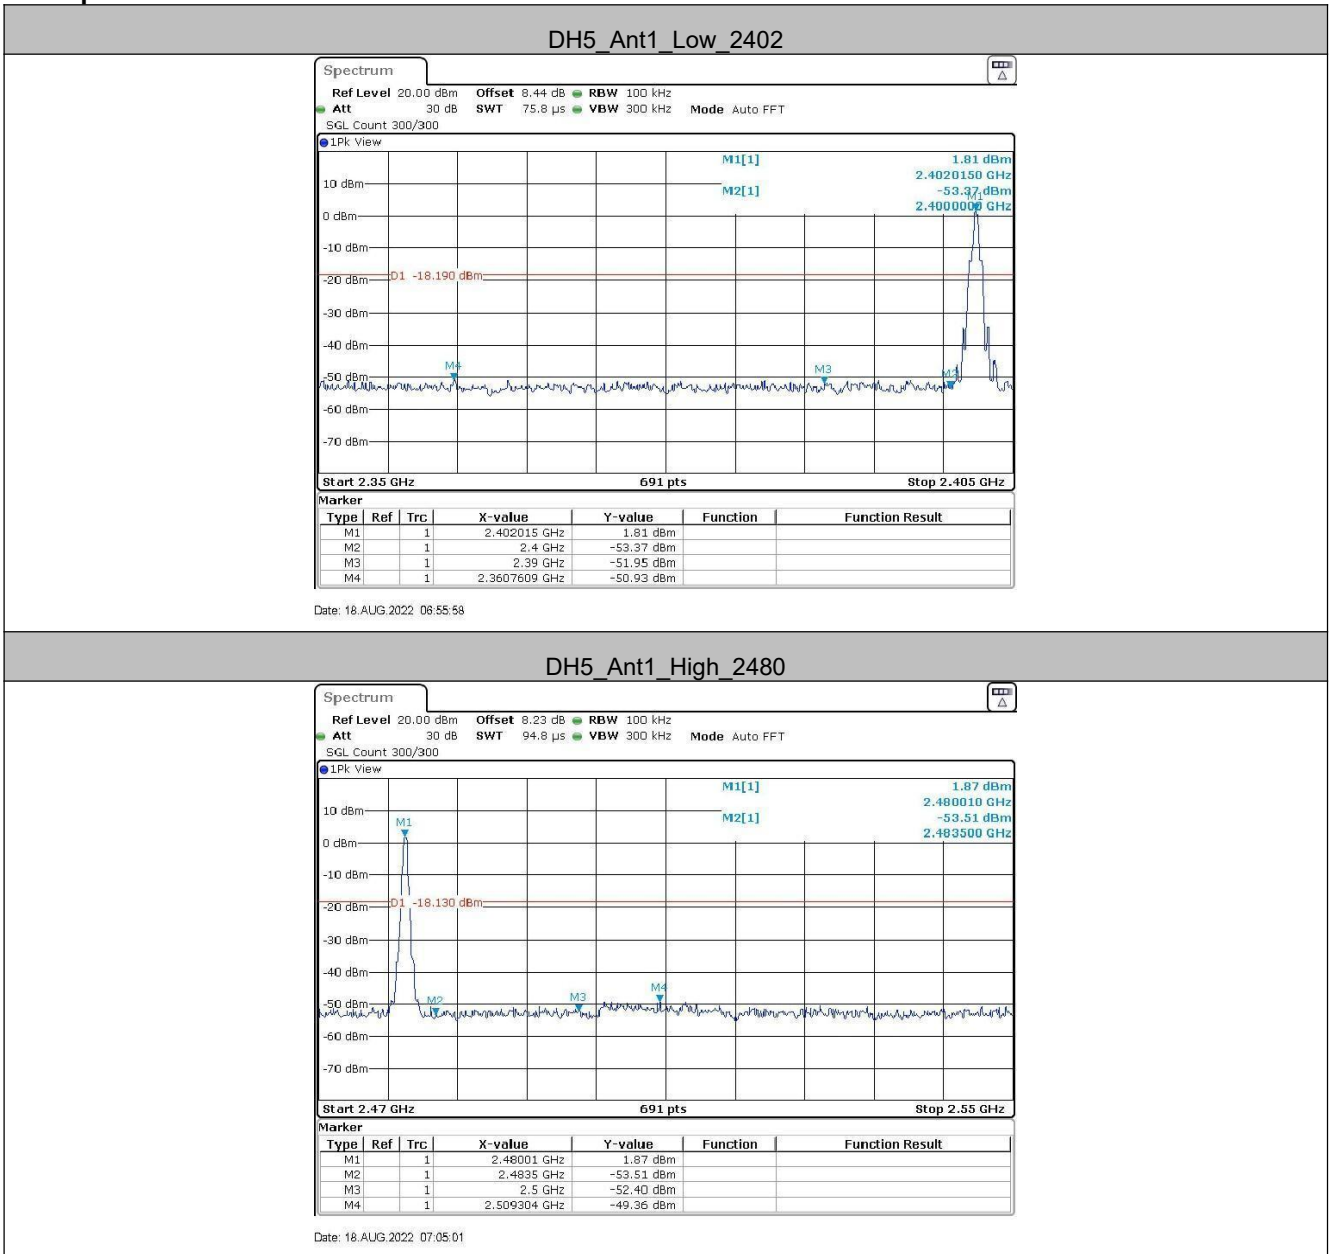 DH5_Ant1_Low_2402
Spectrum
Ref Level 20.00 dBm Offset 8.44 dB RBW 100 kHz
Att 30 dB SWT 75.8 µs VBW 300 kHz Mode Auto FFT
SGL Count 300/300
1Pk View
M1[1] 1.81 dBm
2.4020150 GHz
10 dBm
M2[1] -53.37 dBm
M1
2.4000000 GHz
0 dBm
-10 dBm
D1 -18.190 dBm
-20 dBm
-30 dBm
-40 dBm
M4 M3 M2
-50 dBm
-60 dBm
-70 dBm
Start 2.35 GHz 691 pts Stop 2.405 GHz
Marker
Type Ref Trc X-value Y-value Function Function Result
M1 1 2.402015 GHz 1.81 dBm
M2 1 2.4 GHz -53.37 dBm
M3 1 2.39 GHz -51.95 dBm
M4 1 2.3607609 GHz -50.93 dBm
Date: 18.AUG.2022 06:55:58
DH5_Ant1_High_2480
Spectrum
Ref Level 20.00 dBm Offset 8.23 dB RBW 100 kHz
Att 30 dB SWT 94.8 µs VBW 300 kHz Mode Auto FFT
SGL Count 300/300
1Pk View
M1[1] 1.87 dBm
2.480010 GHz
10 dBm
M1
M2[1] -53.51 dBm
2.483500 GHz
0 dBm
-10 dBm
D1 -18.130 dBm
-20 dBm
-30 dBm
-40 dBm
M2 M3 M4
-50 dBm
-60 dBm
-70 dBm
Start 2.47 GHz 691 pts Stop 2.55 GHz
Marker
Type Ref Trc X-value Y-value Function Function Result
M1 1 2.48001 GHz 1.87 dBm
M2 1 2.4835 GHz -53.51 dBm
M3 1 2.5 GHz -52.40 dBm
M4 1 2.509304 GHz -49.36 dBm
Date: 18.AUG.2022 07:05:01